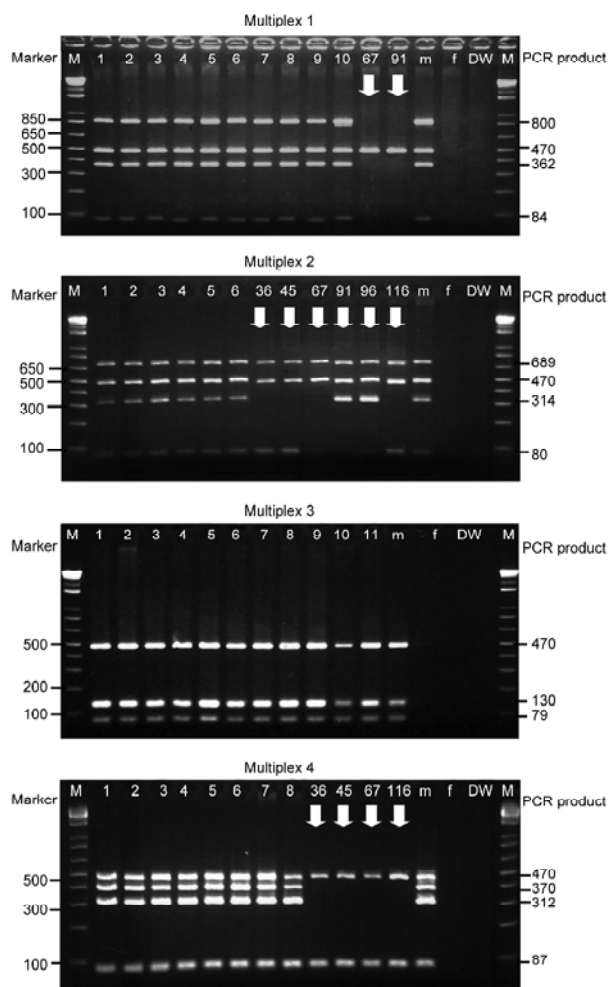 Multiplex 1
Marker M 1 2 3 4 5 6 7 8 9 10 67 91 m f DW M PCR product
850 800
650
500 470
362
300
100 84
Multiplex 2
Marker M 1 2 3 4 5 6 36 45 67 91 96 116 m f DW M PCR product
650 669
500 470
300 314
100 80
Multiplex 3
Marker M 1 2 3 4 5 6 7 8 9 10 11 m f DW M PCR product
500 470
200
130
100 79
Multiplex 4
Marker M 1 2 3 4 5 6 7 8 36 45 67 116 m f DW M PCR product
500 470
370
300 312
100 87